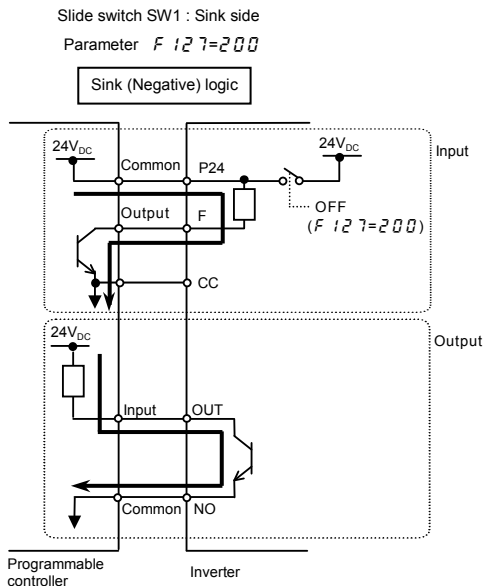 Slide switch SW1 : Sink side
Parameter F127=200
Sink (Negative) logic
24VDC
Common
P24
24VDC
Input
Output
F
OFF
(F127=200)
CC
24VDC
Output
Input
OUT
Common
NO
Programmable
controller
Inverter